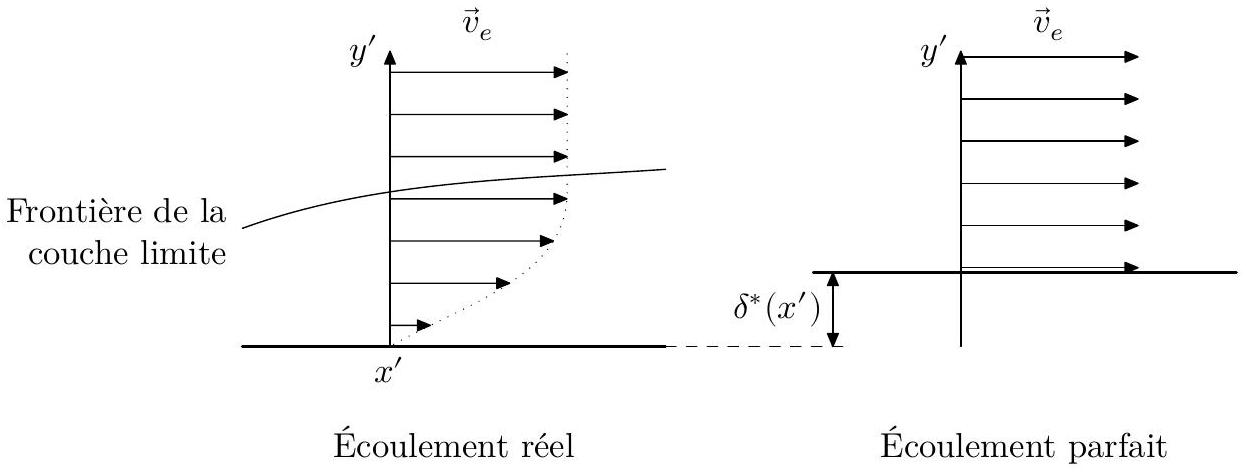 v⃗ₑ
y′
Frontière de la
couche limite
x′
Écoulement réel
v⃗ₑ
y′
δ*(x′)
Écoulement parfait